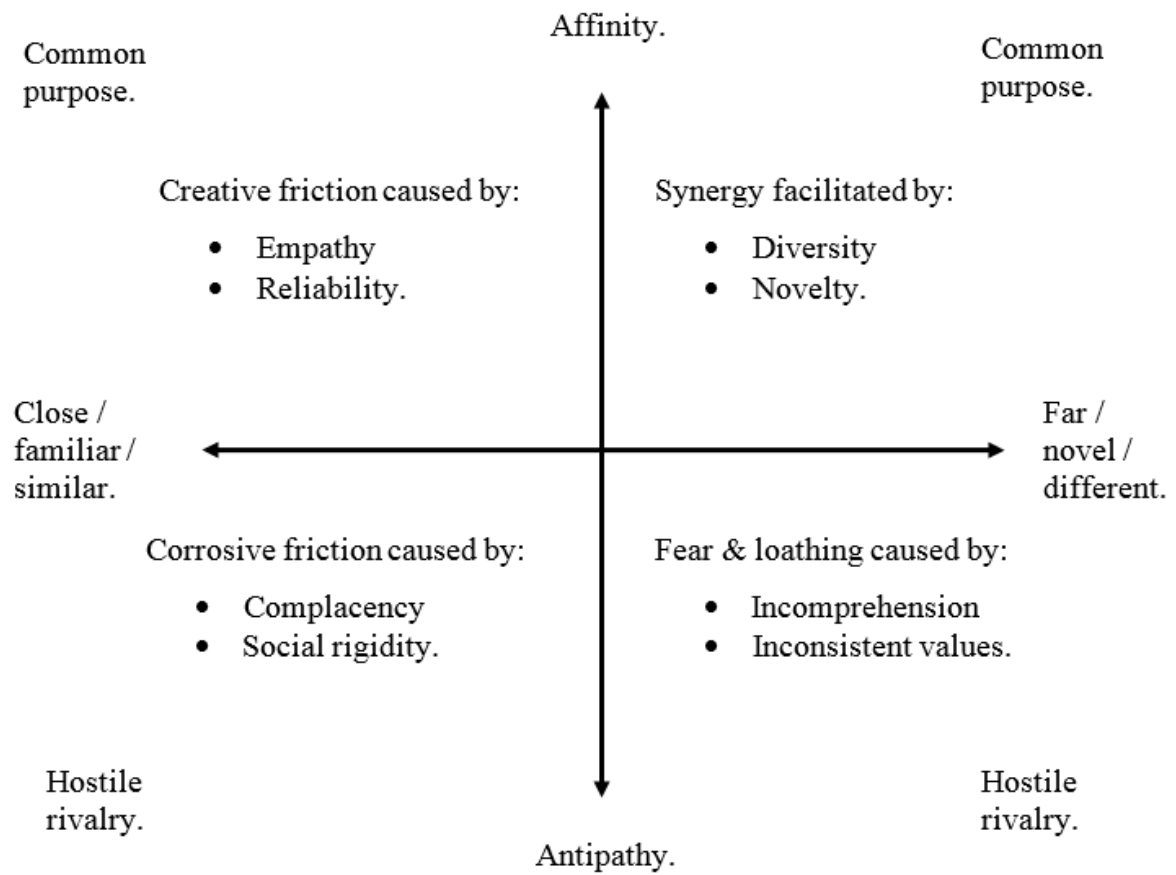 Affinity.
Common
purpose.
Common
purpose.
Creative friction caused by:
• Empathy
• Reliability.
Synergy facilitated by:
• Diversity
• Novelty.
Close /
familiar /
similar.
Far /
novel /
different.
Corrosive friction caused by:
• Complacency
• Social rigidity.
Fear & loathing caused by:
• Incomprehension
• Inconsistent values.
Hostile
rivalry.
Hostile
rivalry.
Antipathy.